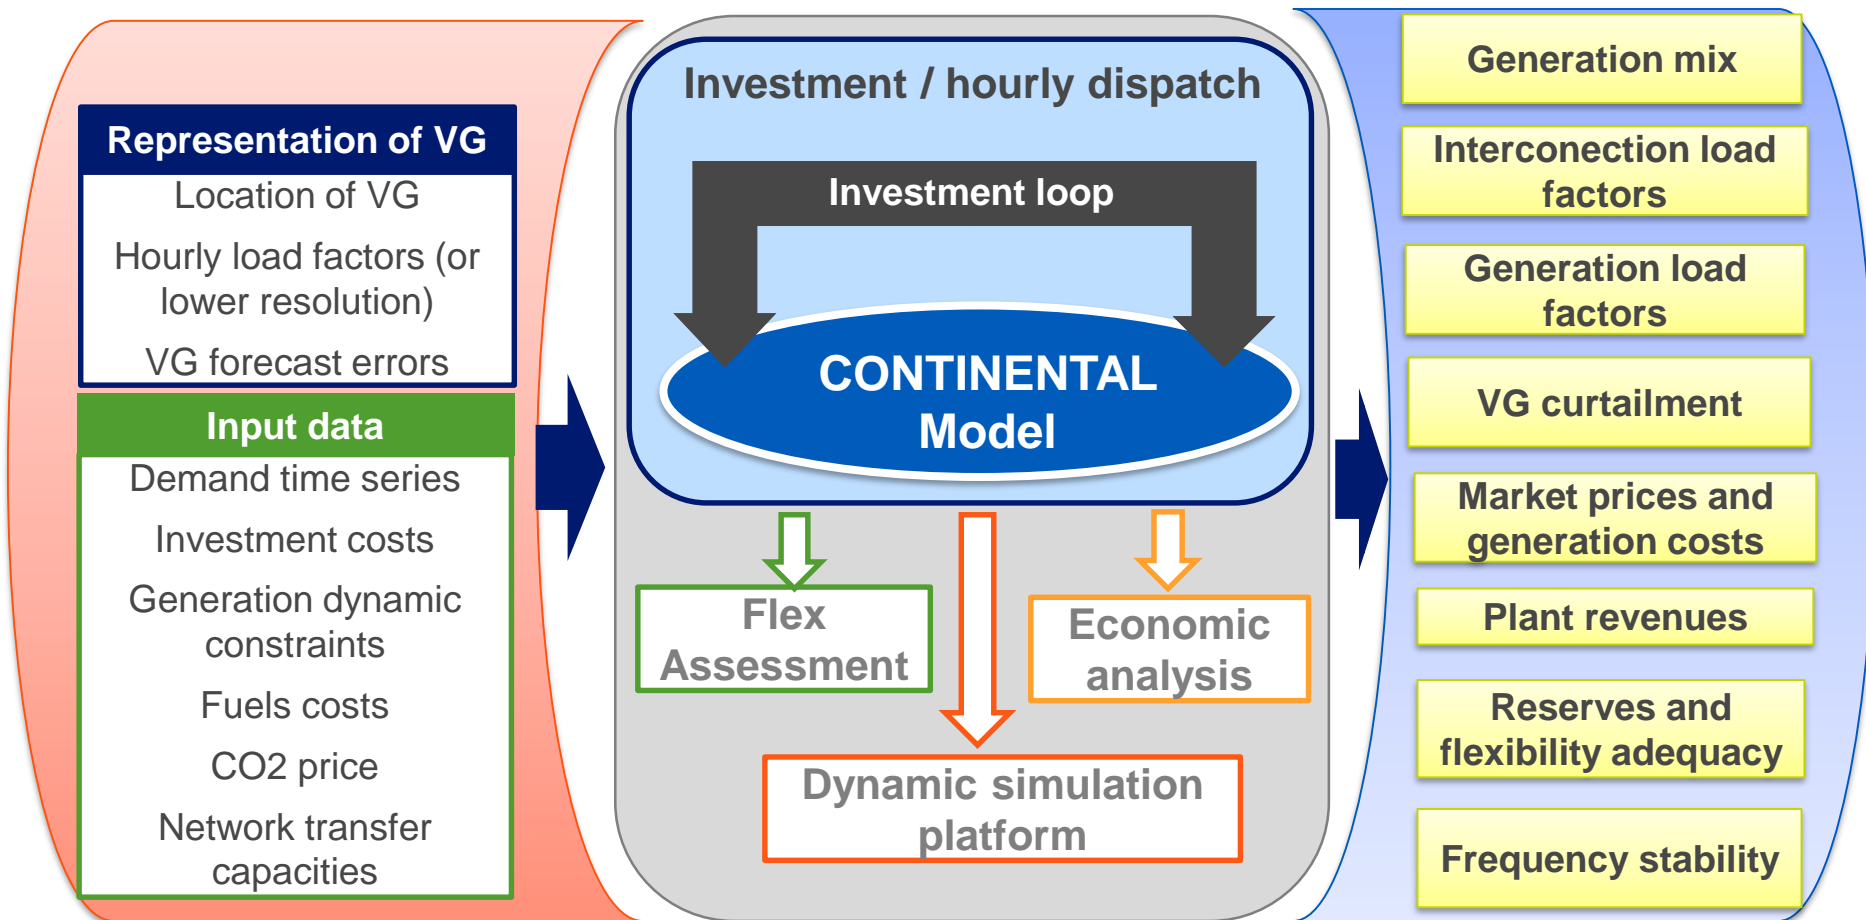 Representation of VG
Location of VG
Hourly load factors (or
lower resolution)
VG forecast errors
Input data
Demand time series
Investment costs
Generation dynamic
constraints
Fuels costs
CO2 price
Network transfer
capacities
Investment / hourly dispatch
Investment loop
CONTINENTAL
Model
Flex
Assessment
Economic
analysis
Dynamic simulation
platform
Generation mix
Interconection load
factors
Generation load
factors
VG curtailment
Market prices and
generation costs
Plant revenues
Reserves and
flexibility adequacy
Frequency stability